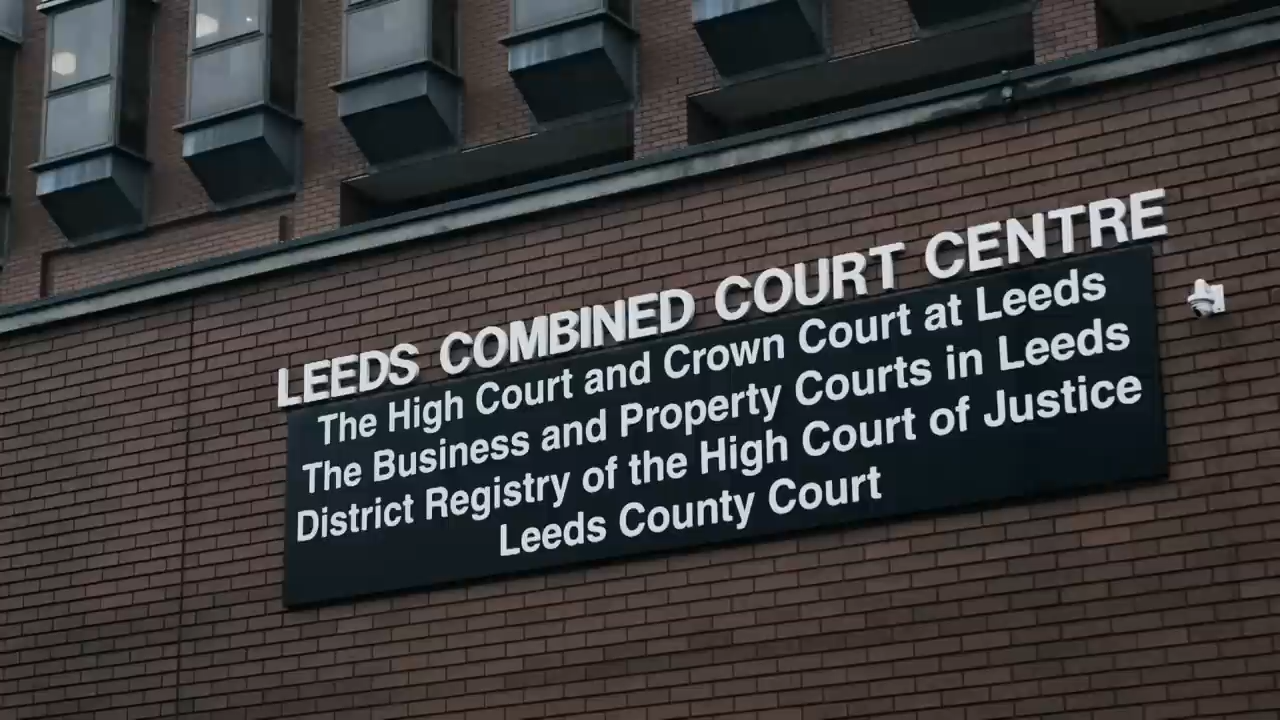 LEEDS COMBINED COURT CENTRE
The High Court and Crown Court at Leeds
The Business and Property Courts in Leeds
District Registry of the High Court of Justice
Leeds County Court